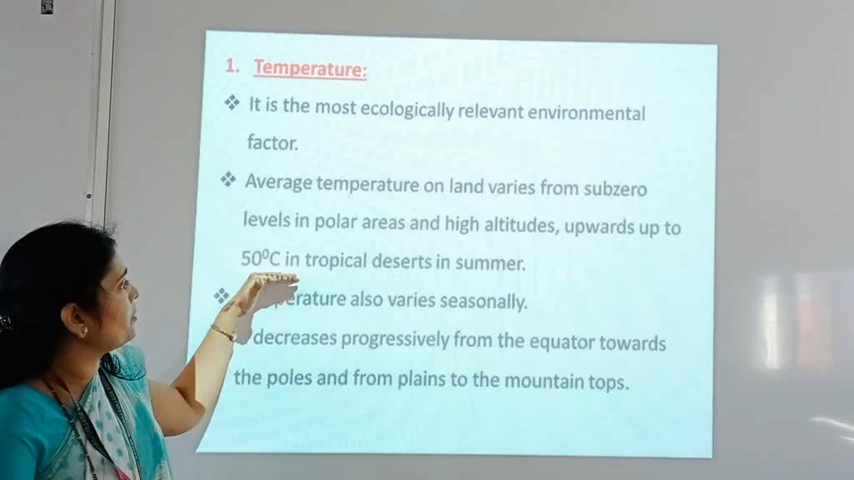 1. Temperature:
❖ It is the most ecologically relevant environmental
factor.
❖ Average temperature on land varies from subzero
levels in polar areas and high altitudes, upwards up to
50⁰C in tropical deserts in summer.
❖ perature also varies seasonally.
decreases progressively from the equator towards
the poles and from plains to the mountain tops.